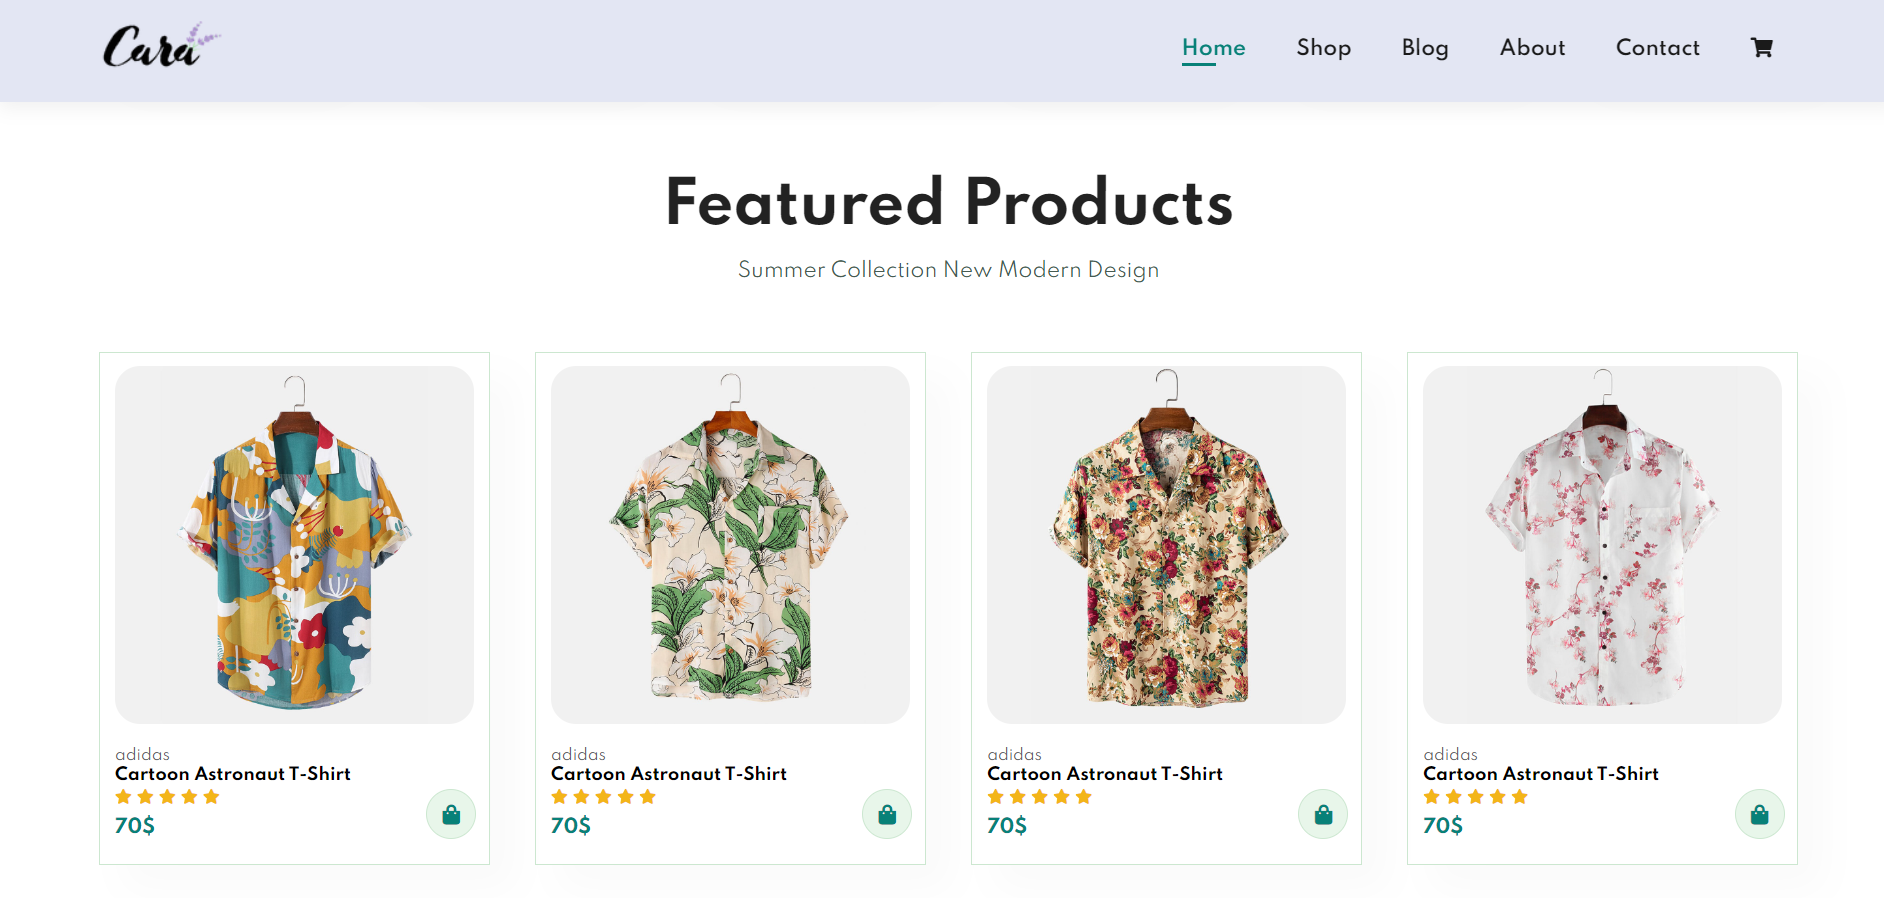 Cara
Home Shop Blog About Contact
Featured Products
Summer Collection New Modern Design
adidas
Cartoon Astronaut T-Shirt
70$
adidas
Cartoon Astronaut T-Shirt
70$
adidas
Cartoon Astronaut T-Shirt
70$
adidas
Cartoon Astronaut T-Shirt
70$